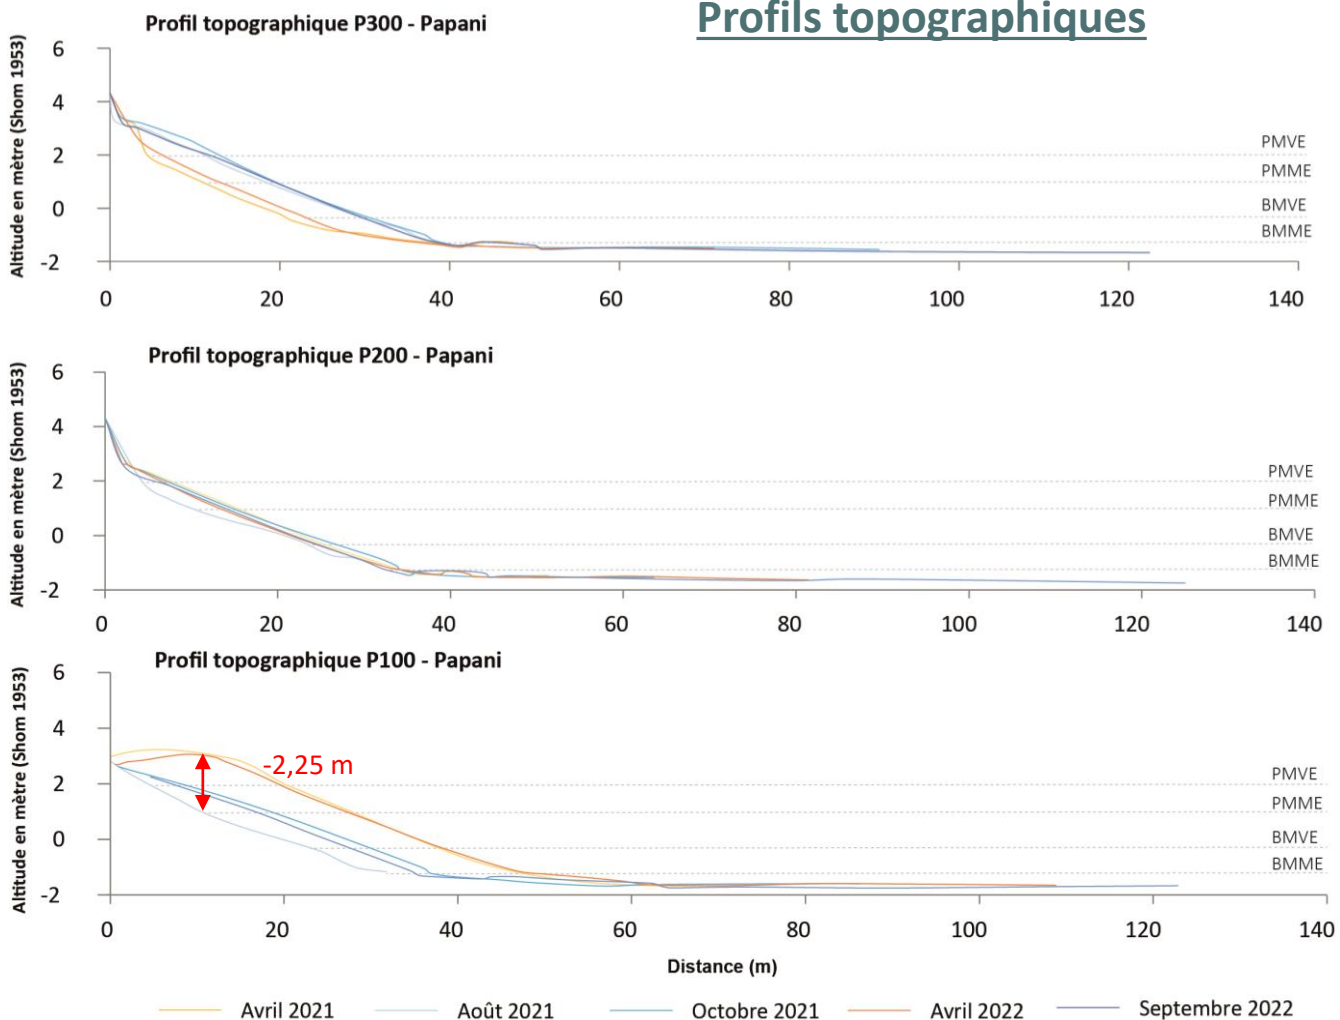 Profils topographiques
Profil topographique P300 - Papani
Altitude en mètre (Shom 1953)
6
4
2
0
-2
PMVE
PMME
BMVE
BMME
0 20 40 60 80 100 120 140
Profil topographique P200 - Papani
Altitude en mètre (Shom 1953)
6
4
2
0
-2
PMVE
PMME
BMVE
BMME
0 20 40 60 80 100 120 140
Profil topographique P100 - Papani
Altitude en mètre (Shom 1953)
6
4
2
0
-2
-2,25 m
PMVE
PMME
BMVE
BMME
0 20 40 60 80 100 120 140
Distance (m)
Avril 2021 Août 2021 Octobre 2021 Avril 2022 Septembre 2022